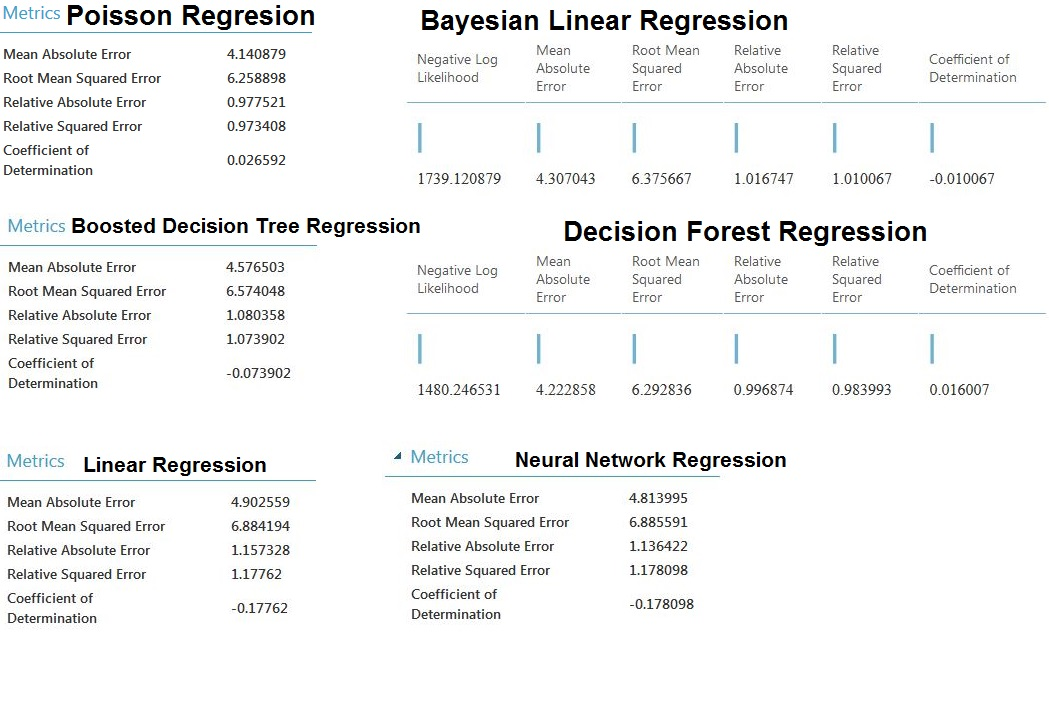 Metrics Poisson Regresion
Mean Absolute Error 4.140879
Root Mean Squared Error 6.258898
Relative Absolute Error 0.977521
Relative Squared Error 0.973408
Coefficient of
Determination 0.026592
Bayesian Linear Regression
Negative Log
Likelihood
Mean
Absolute
Error
Root Mean
Squared
Error
Relative
Absolute
Error
Relative
Squared
Error
Coefficient of
Determination
1739.120879 4.307043 6.375667 1.016747 1.010067 -0.010067
Metrics Boosted Decision Tree Regression
Mean Absolute Error 4.576503
Root Mean Squared Error 6.574048
Relative Absolute Error 1.080358
Relative Squared Error 1.073902
Coefficient of
Determination -0.073902
Decision Forest Regression
Negative Log
Likelihood
Mean
Absolute
Error
Root Mean
Squared
Error
Relative
Absolute
Error
Relative
Squared
Error
Coefficient of
Determination
1480.246531 4.222858 6.292836 0.996874 0.983993 0.016007
Metrics Linear Regression
Mean Absolute Error 4.902559
Root Mean Squared Error 6.884194
Relative Absolute Error 1.157328
Relative Squared Error 1.17762
Coefficient of
Determination -0.17762
Metrics Neural Network Regression
Mean Absolute Error 4.813995
Root Mean Squared Error 6.885591
Relative Absolute Error 1.136422
Relative Squared Error 1.178098
Coefficient of
Determination -0.178098